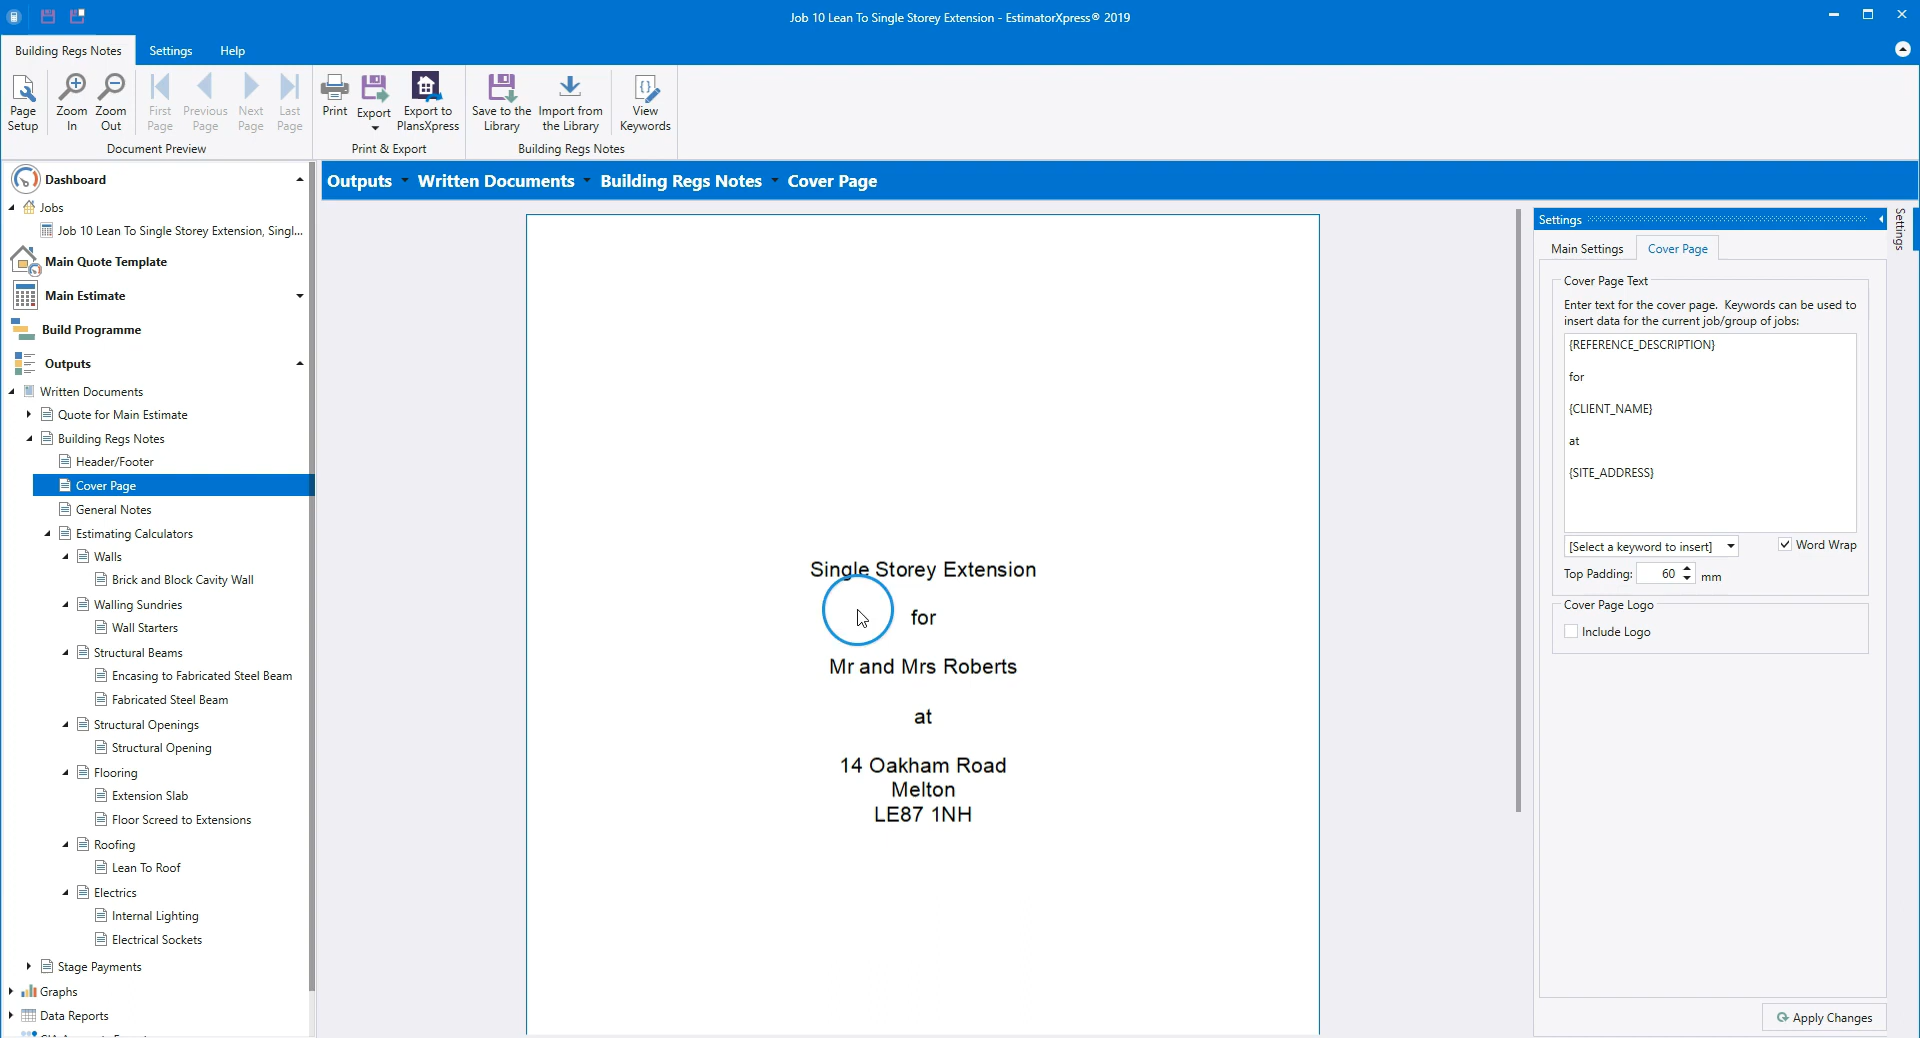 Job 10 Lean To Single Storey Extension - EstimatorXpress® 2019
Building Regs Notes
Settings
Help
Page Setup
Zoom In
Zoom Out
First Page
Previous Page
Next Page
Last Page
Print
Export
Export to PlansXpress
Save to the Library
Import from the Library
View Keywords
Document Preview
Print & Export
Building Regs Notes
Dashboard
Jobs
Job 10 Lean To Single Storey Extension, Singl...
Main Quote Template
Main Estimate
Build Programme
Outputs
Written Documents
Quote for Main Estimate
Building Regs Notes
Header/Footer
Cover Page
General Notes
Estimating Calculators
Walls
Brick and Block Cavity Wall
Walling Sundries
Wall Starters
Structural Beams
Encasing to Fabricated Steel Beam
Fabricated Steel Beam
Structural Openings
Structural Opening
Flooring
Extension Slab
Floor Screed to Extensions
Roofing
Lean To Roof
Electrics
Internal Lighting
Electrical Sockets
Stage Payments
Graphs
Data Reports
Outputs Written Documents Building Regs Notes Cover Page
Single Storey Extension
for
Mr and Mrs Roberts
at
14 Oakham Road
Melton
LE87 1NH
Settings
Main Settings
Cover Page
Cover Page Text
Enter text for the cover page. Keywords can be used to
insert data for the current job/group of jobs:
{REFERENCE_DESCRIPTION}
for
{CLIENT_NAME}
at
{SITE_ADDRESS}
[Select a keyword to insert]
Word Wrap
Top Padding: 60 mm
Cover Page Logo
Include Logo
Apply Changes
Settings